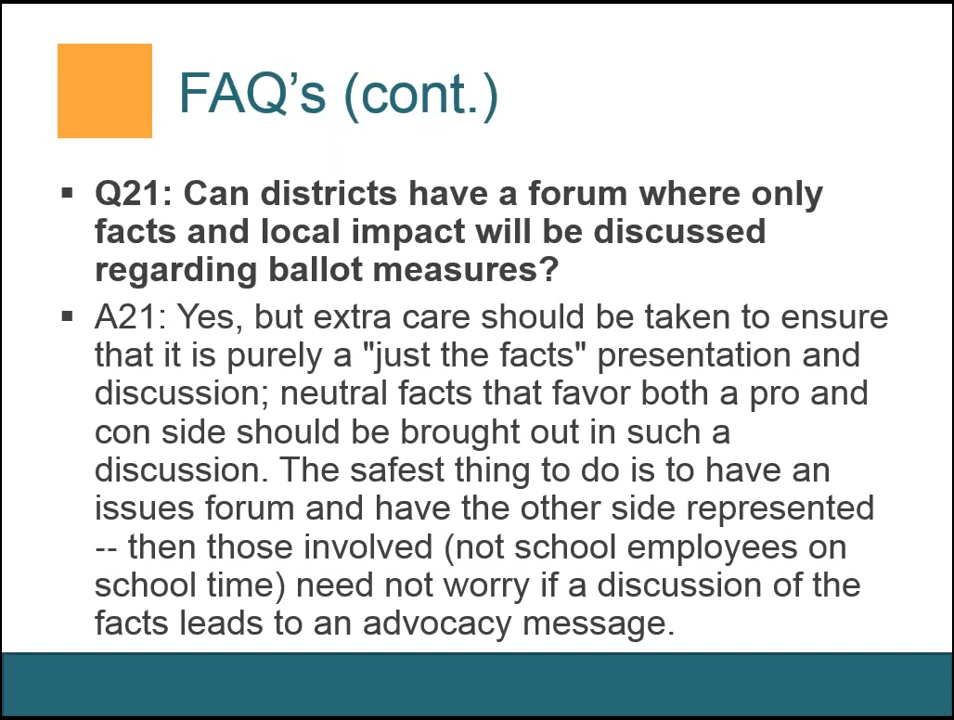 FAQ’s (cont.)
▪ Q21: Can districts have a forum where only
facts and local impact will be discussed
regarding ballot measures?
▪ A21: Yes, but extra care should be taken to ensure
that it is purely a "just the facts" presentation and
discussion; neutral facts that favor both a pro and
con side should be brought out in such a
discussion. The safest thing to do is to have an
issues forum and have the other side represented
-- then those involved (not school employees on
school time) need not worry if a discussion of the
facts leads to an advocacy message.